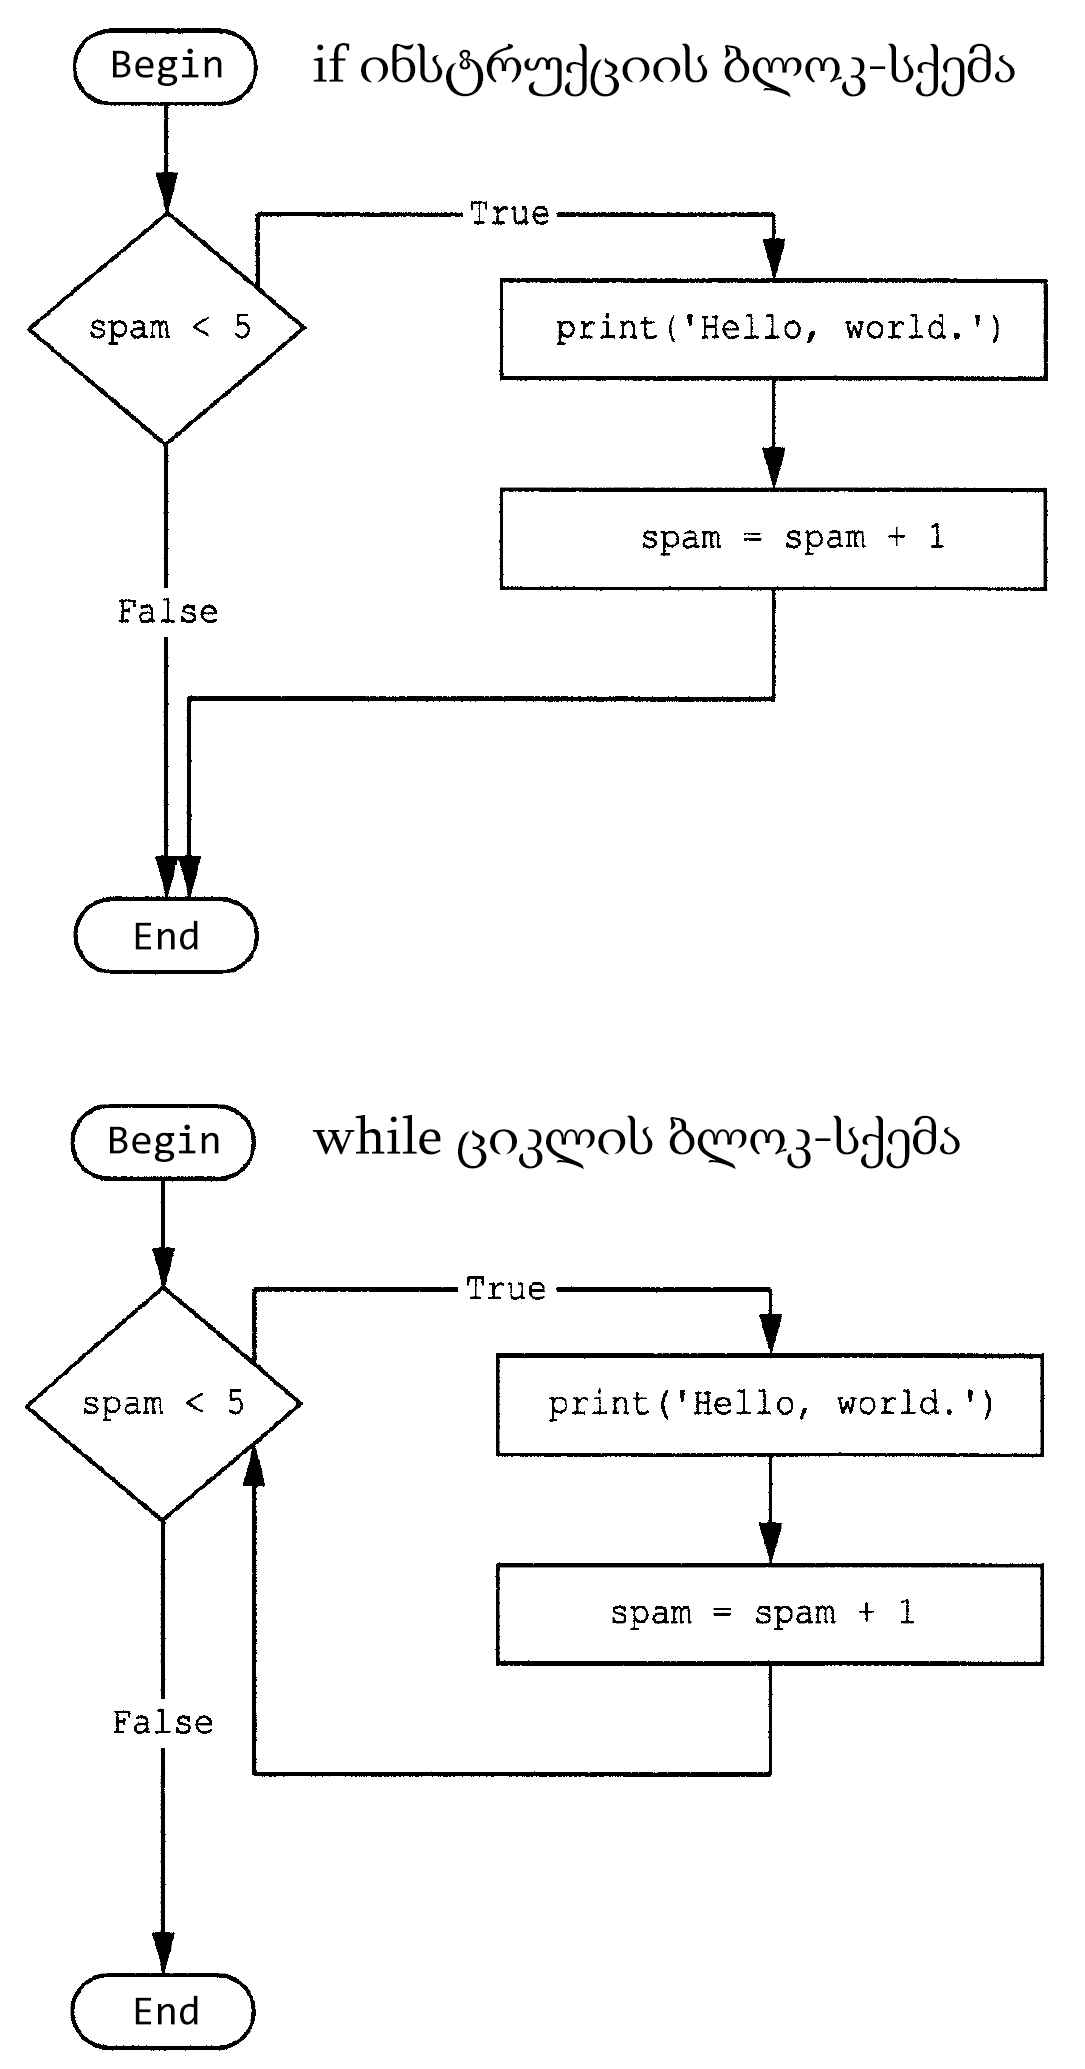 Begin
if ინსტრუქციის ბლოკ-სქემა
True
spam < 5
print('Hello, world.')
spam = spam + 1
False
End
Begin
while ციკლის ბლოკ-სქემა
True
spam < 5
print('Hello, world.')
spam = spam + 1
False
End